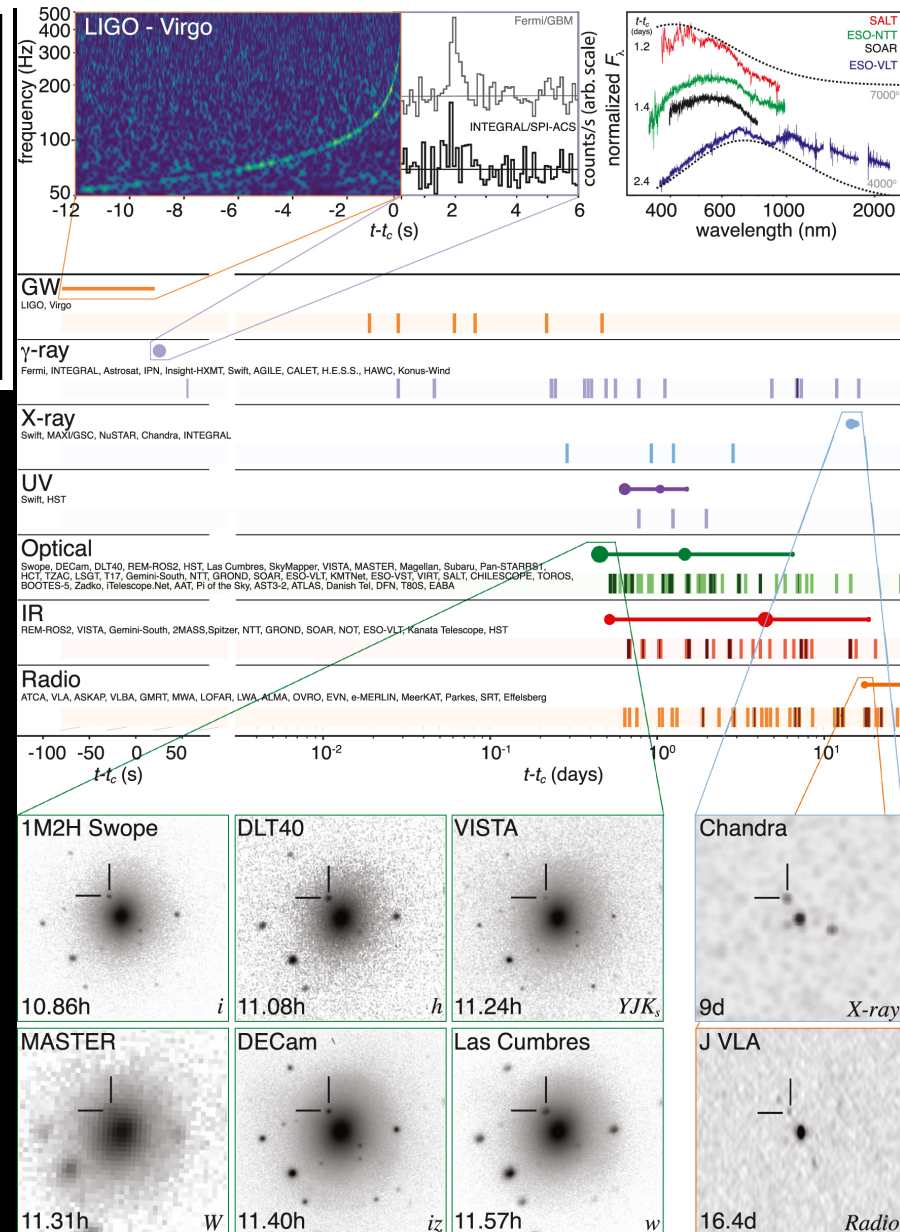 LIGO - Virgo
frequency (Hz)
500
400
300
200
100
50
-12
-10
-8
-6
-4
-2
0
2
4
6
t-tc (s)
Fermi/GBM
INTEGRAL/SPI-ACS
counts/s (arb. scale)
normalized Fλ
t-tc
(days)
1.2
1.4
2.4
SALT
ESO-NTT
SOAR
ESO-VLT
7000°
4000°
400
600
1000
2000
wavelength (nm)
GW
LIGO, Virgo
γ-ray
Fermi, INTEGRAL, Astrosat, IPN, Insight-HXMT, Swift, AGILE, CALET, H.E.S.S., HAWC, Konus-Wind
X-ray
Swift, MAXI/GSC, NuSTAR, Chandra, INTEGRAL
UV
Swift, HST
Optical
Swope, DECam, DLT40, REM-ROS2, HST, Las Cumbres, SkyMapper, VISTA, MASTER, Magellan, Subaru, Pan-STARRS1,
HCT, TZAC, LSGT, T17, Gemini-South, NTT, GROND, SOAR, ESO-VLT, KMTNet, ESO-VST, VIRT, SALT, CHILESCOPE, TOROS,
BOOTES-5, Zadko, iTelescope.Net, AAT, Pi of the Sky, AST3-2, ATLAS, Danish Tel, DFN, T80S, EABA
IR
REM-ROS2, VISTA, Gemini-South, 2MASS,Spitzer, NTT, GROND, SOAR, NOT, ESO-VLT, Kanata Telescope, HST
Radio
ATCA, VLA, ASKAP, VLBA, GMRT, MWA, LOFAR, LWA, ALMA, OVRO, EVN, e-MERLIN, MeerKAT, Parkes, SRT, Effelsberg
-100 -50 0 50
t-tc (s)
10-2 10-1 100 101
t-tc (days)
1M2H Swope
10.86h i
DLT40
11.08h h
VISTA
11.24h YJKs
Chandra
9d X-ray
MASTER
11.31h W
DECam
11.40h iz
Las Cumbres
11.57h w
J VLA
16.4d Radio